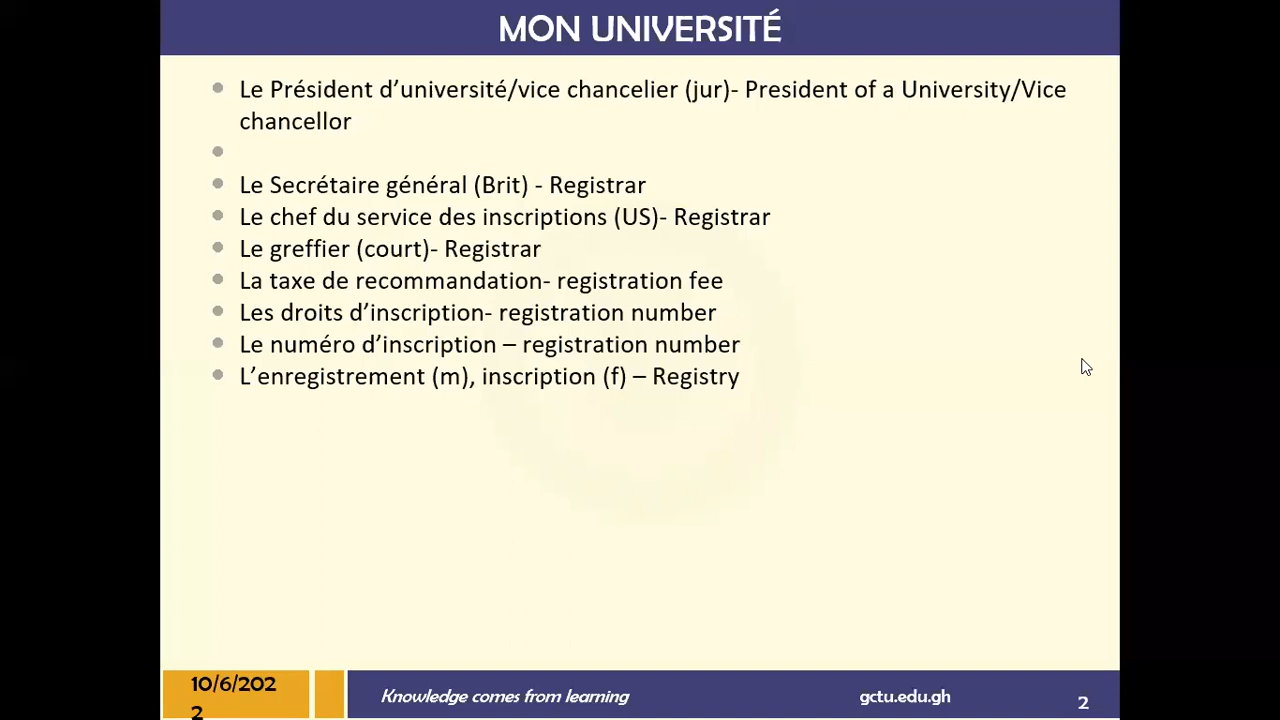 MON UNIVERSITÉ
Le Président d’université/vice chancelier (jur)- President of a University/Vice
chancellor
Le Secrétaire général (Brit) - Registrar
Le chef du service des inscriptions (US)- Registrar
Le greffier (court)- Registrar
La taxe de recommandation- registration fee
Les droits d’inscription- registration number
Le numéro d’inscription – registration number
L’enregistrement (m), inscription (f) – Registry
10/6/202
2
Knowledge comes from learning
gctu.edu.gh
2